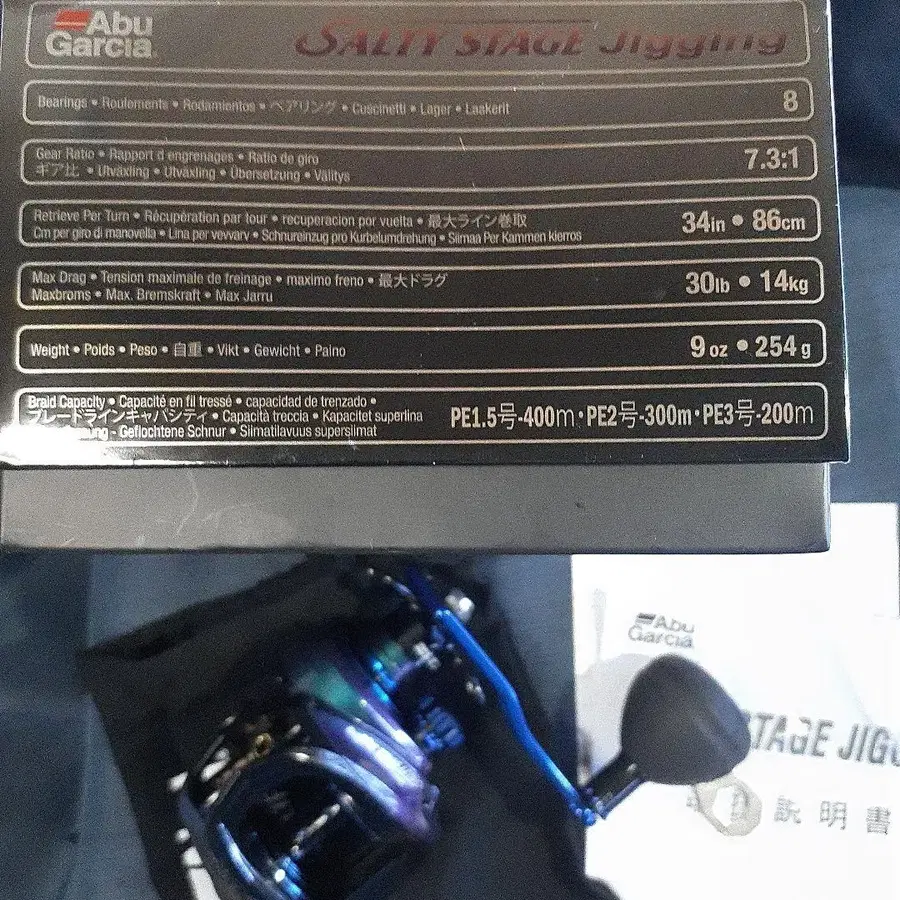 Abu
Garcia
SALTY STAGE Jigging
Bearings • Roulements • Rodamientos • ベアリング • Cuscinetti • Lager • Laakerit
8
Gear Ratio • Rapport d engrenages • Ratio de giro
ギア比 • Utväxling • Utväxling • Übersetzung • Välitys
7.3:1
Retrieve Per Turn • Récupération par tour • recuperacion por vuelta • 最大ライン巻取
Cm per giro di manovella • Lina per vevvarv • Schnureinzug pro Kurbelumdrehung • Siimaa Per Kammen kierros
34in • 86cm
Max Drag • Tension maximale de freinage • maximo freno • 最大ドラグ
Maxbroms • Max. Bremskraft • Max Jarru
30lb • 14kg
Weight • Poids • Peso • 自重 • Vikt • Gewicht • Paino
9 oz • 254 g
Braid Capacity • Capacité en fil tressé • capacidad de trenzado •
ブレードラインキャパシティ • Capacità treccia • Kapacitet superlina
ung - Geflochtene Schnur • Siimatilavuus supersiimat
PE1.5号-400m・PE2号-300m・PE3号-200m
Abu
Garcia
TAGE JIGG
説明書